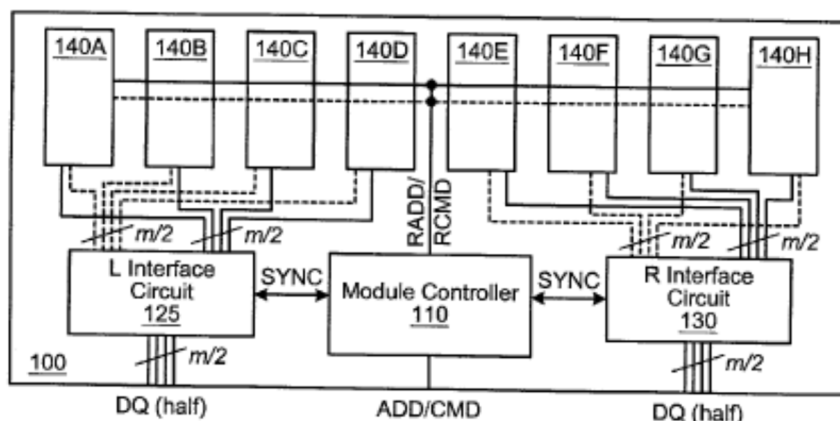 140A 140B 140C 140D 140E 140F 140G 140H
RADD/
RCMD
m/2 m/2 m/2 m/2
L Interface
Circuit
125
SYNC
Module Controller
110
SYNC
R Interface
Circuit
130
100
m/2 m/2
DQ (half) ADD/CMD DQ (half)